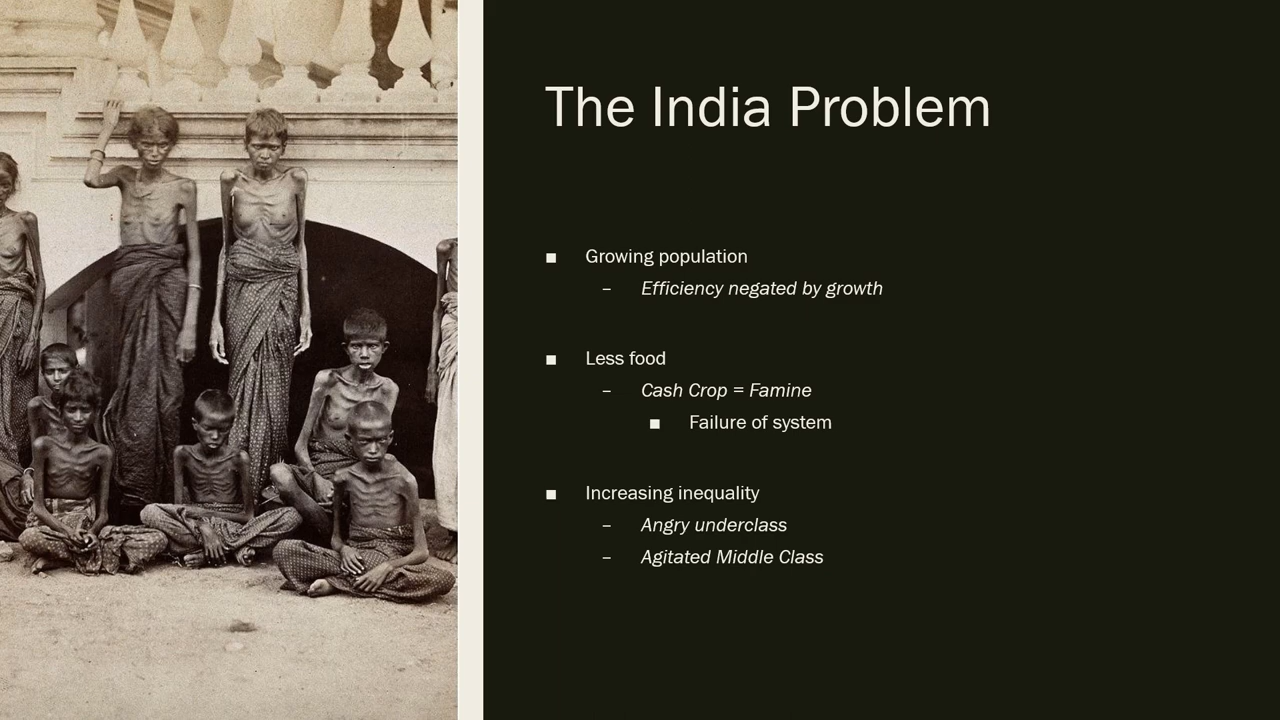 The India Problem
■ Growing population
– Efficiency negated by growth
■ Less food
– Cash Crop = Famine
■ Failure of system
■ Increasing inequality
– Angry underclass
– Agitated Middle Class